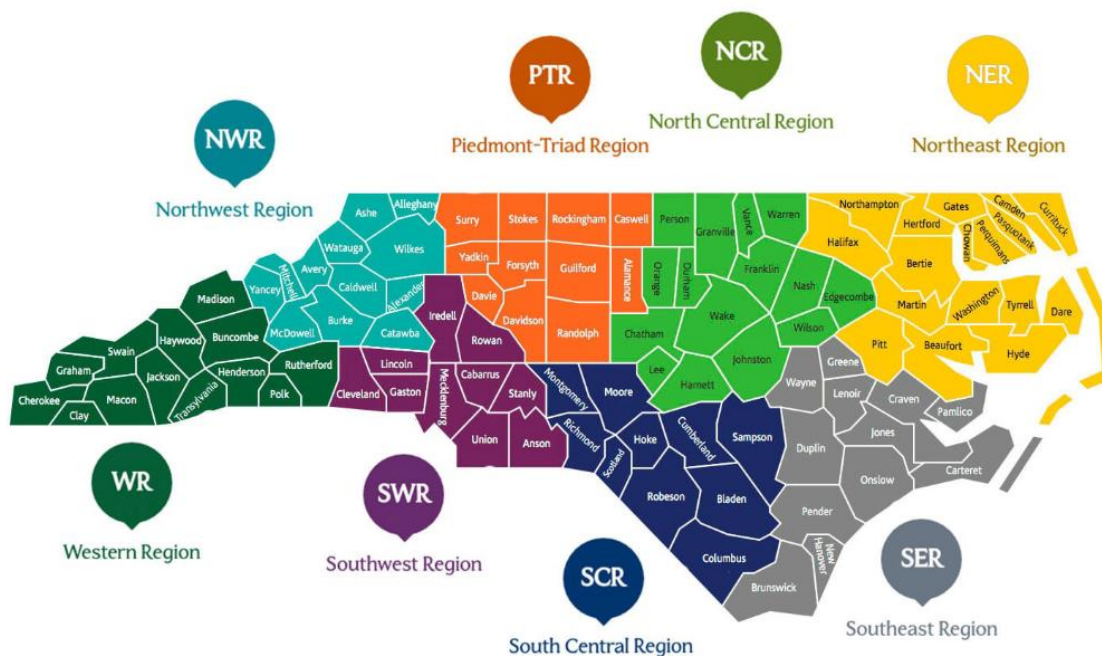 NCR
North Central Region
PTR
Piedmont-Triad Region
NER
Northeast Region
NWR
Northwest Region
Ashe
Alleghany
Watauga
Wilkes
Avery
Mitchell
Yancey
Caldwell
Alexander
Burke
McDowell
Catawba
Surry
Stokes
Rockingham
Caswell
Yadkin
Forsyth
Guilford
Alamance
Davie
Davidson
Randolph
Person
Granville
Vance
Warren
Orange
Durham
Franklin
Nash
Edgecombe
Wake
Wilson
Chatham
Johnston
Lee
Harnett
Northampton
Gates
Camden
Currituck
Hertford
Pasquotank
Perquimans
Chowan
Halifax
Bertie
Martin
Washington
Tyrrell
Dare
Pitt
Beaufort
Hyde
Madison
Buncombe
Haywood
Swain
Rutherford
Henderson
Graham
Jackson
Polk
Transylvania
Cherokee
Macon
Clay
Iredell
Rowan
Lincoln
Cleveland
Gaston
Mecklenburg
Cabarrus
Stanly
Union
Anson
Montgomery
Moore
Richmond
Scotland
Hoke
Cumberland
Sampson
Robeson
Bladen
Columbus
Wayne
Greene
Lenoir
Craven
Pamlico
Jones
Duplin
Carteret
Onslow
Pender
New Hanover
Brunswick
WR
Western Region
SWR
Southwest Region
SCR
South Central Region
SER
Southeast Region